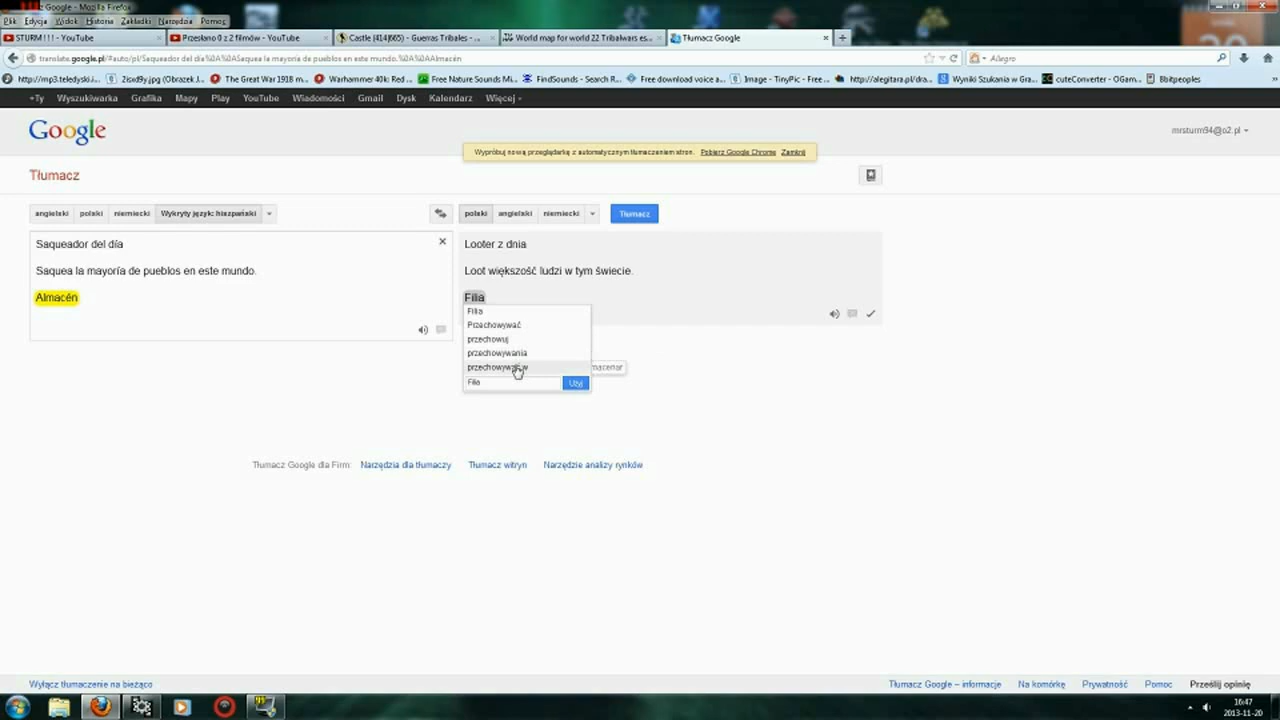 z Google - Mozilla Firefox
Plik Edycja Widok Historia Zakładki Narzędzia Pomoc
STURM!!! - YouTube
Przesłano 0 z 2 filmów - YouTube
Castle (414|665) - Guerras Tribales - ...
World map for world 22 Tribalwars es...
Tłumacz Google
translate.google.pl/#auto/pl/Saqueador del día%0A%0ASaquea la mayoría de pueblos en este mundo.%0A%0AAlmacén
Allegro
http://mp3.teledyski.i...
Zisxd9y.jpg (Obrazek J...
The Great War 1918 m...
Warhammer 40k: Red ...
Free Nature Sounds Mi...
FindSounds - Search R...
Free download voice a...
Image - TinyPic - Free ...
http://alegitara.pl/dra...
Wyniki Szukania w Gra...
cuteConverter - OGam...
8bitpeoples
+Ty Wyszukiwarka Grafika Mapy Play YouTube Wiadomości Gmail Dysk Kalendarz Więcej
Google
mrsturm94@o2.pl
Wypróbuj nową przeglądarkę z automatycznym tłumaczeniem stron. Pobierz Google Chrome Zamknij
Tłumacz
angielski polski niemiecki Wykryty język: hiszpański
polski angielski niemiecki Tłumacz
Saqueador del día
Saquea la mayoría de pueblos en este mundo.
Almacén
Looter z dnia
Loot większość ludzi w tym świecie.
Filia
Filia
Przechowywać
przechowuj
przechowywania
przechowywać w
macenar
Filia
Użyj
Tłumacz Google dla Firm: Narzędzia dla tłumaczy Tłumacz witryn Narzędzie analizy rynków
Wyłącz tłumaczenie na bieżąco
Tłumacz Google – informacje Na komórkę Prywatność Pomoc Prześlij opinię
16:47
2013-11-20